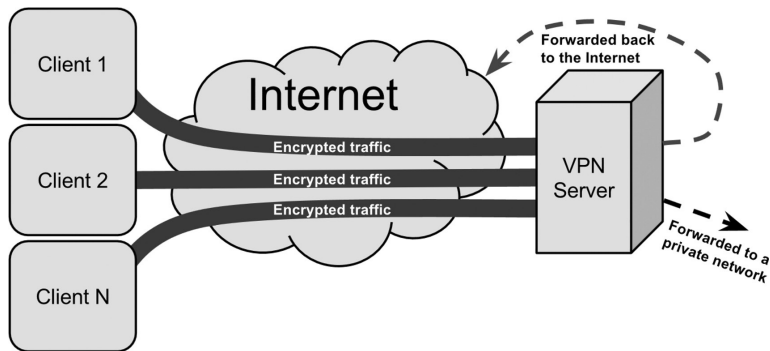 Client 1
Client 2
Client N
Internet
Encrypted traffic
Encrypted traffic
Encrypted traffic
VPN
Server
Forwarded back
to the Internet
Forwarded to a
private network